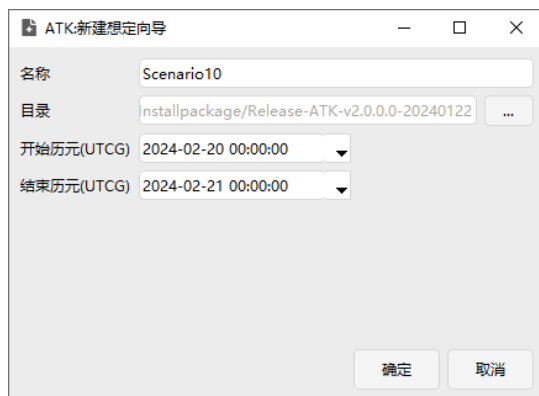 ATK:新建想定向导
名称 Scenario10
目录 Installpackage/Release-ATK-v2.0.0.0-20240122 ...
开始历元(UTCG) 2024-02-20 00:00:00
结束历元(UTCG) 2024-02-21 00:00:00
确定 取消